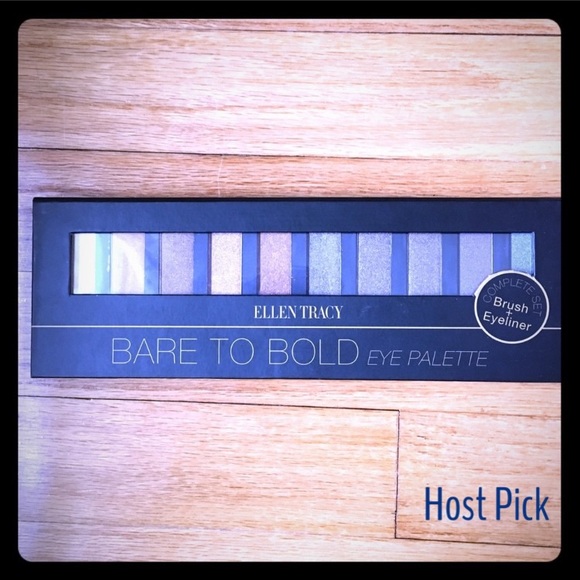 ELLEN TRACY
BARE TO BOLD EYE PALETTE
COMPLETE SET
Brush
+
Eyeliner
Host Pick